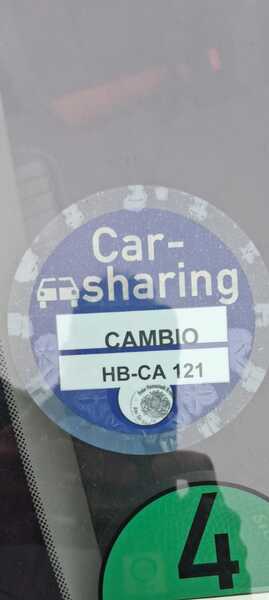 Car-
sharing
CAMBIO
HB-CA 121
4